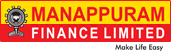 MANAPPURAM
FINANCE LIMITED
Make Life Easy